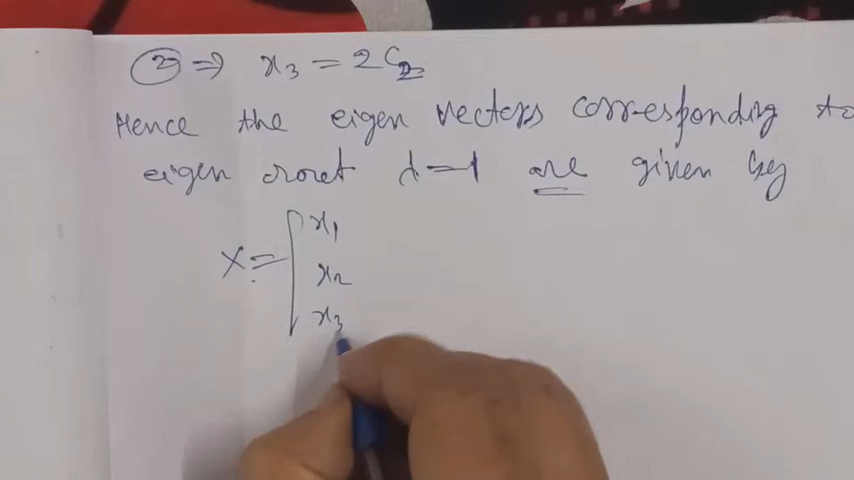 ② ⇒ x₃ = 2C₂
Hence the eigen vectors corresponding to
eigen root λ=1 are given by
X = [x₁
x₂
x₃